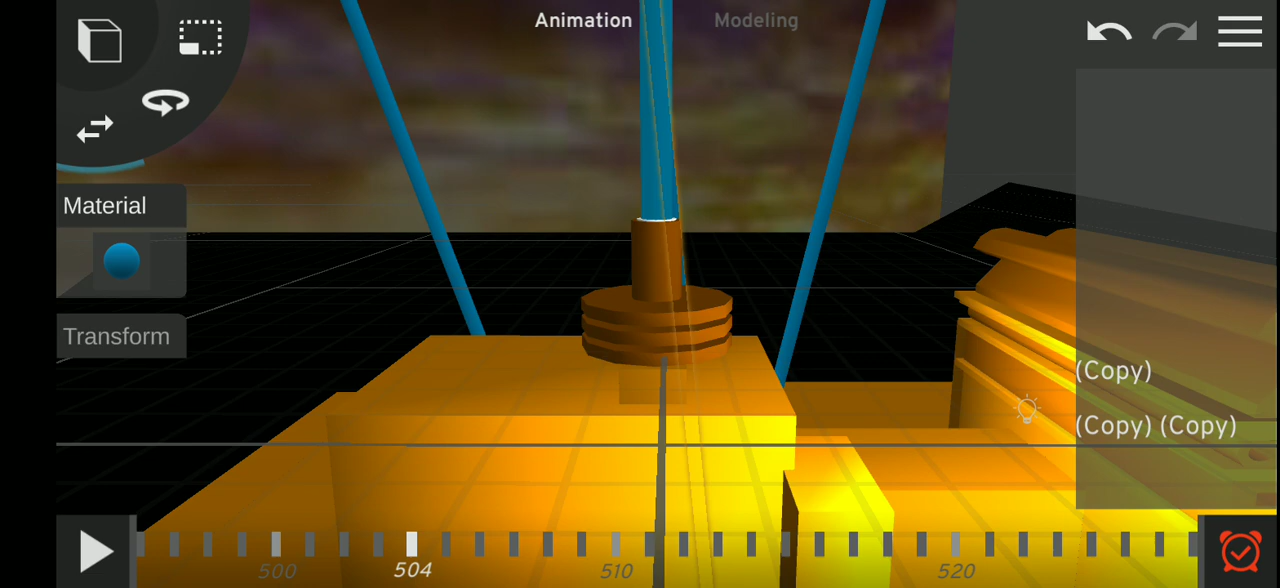 Animation Modeling
Material
Transform
(Copy)
(Copy) (Copy)
500 504 510 520